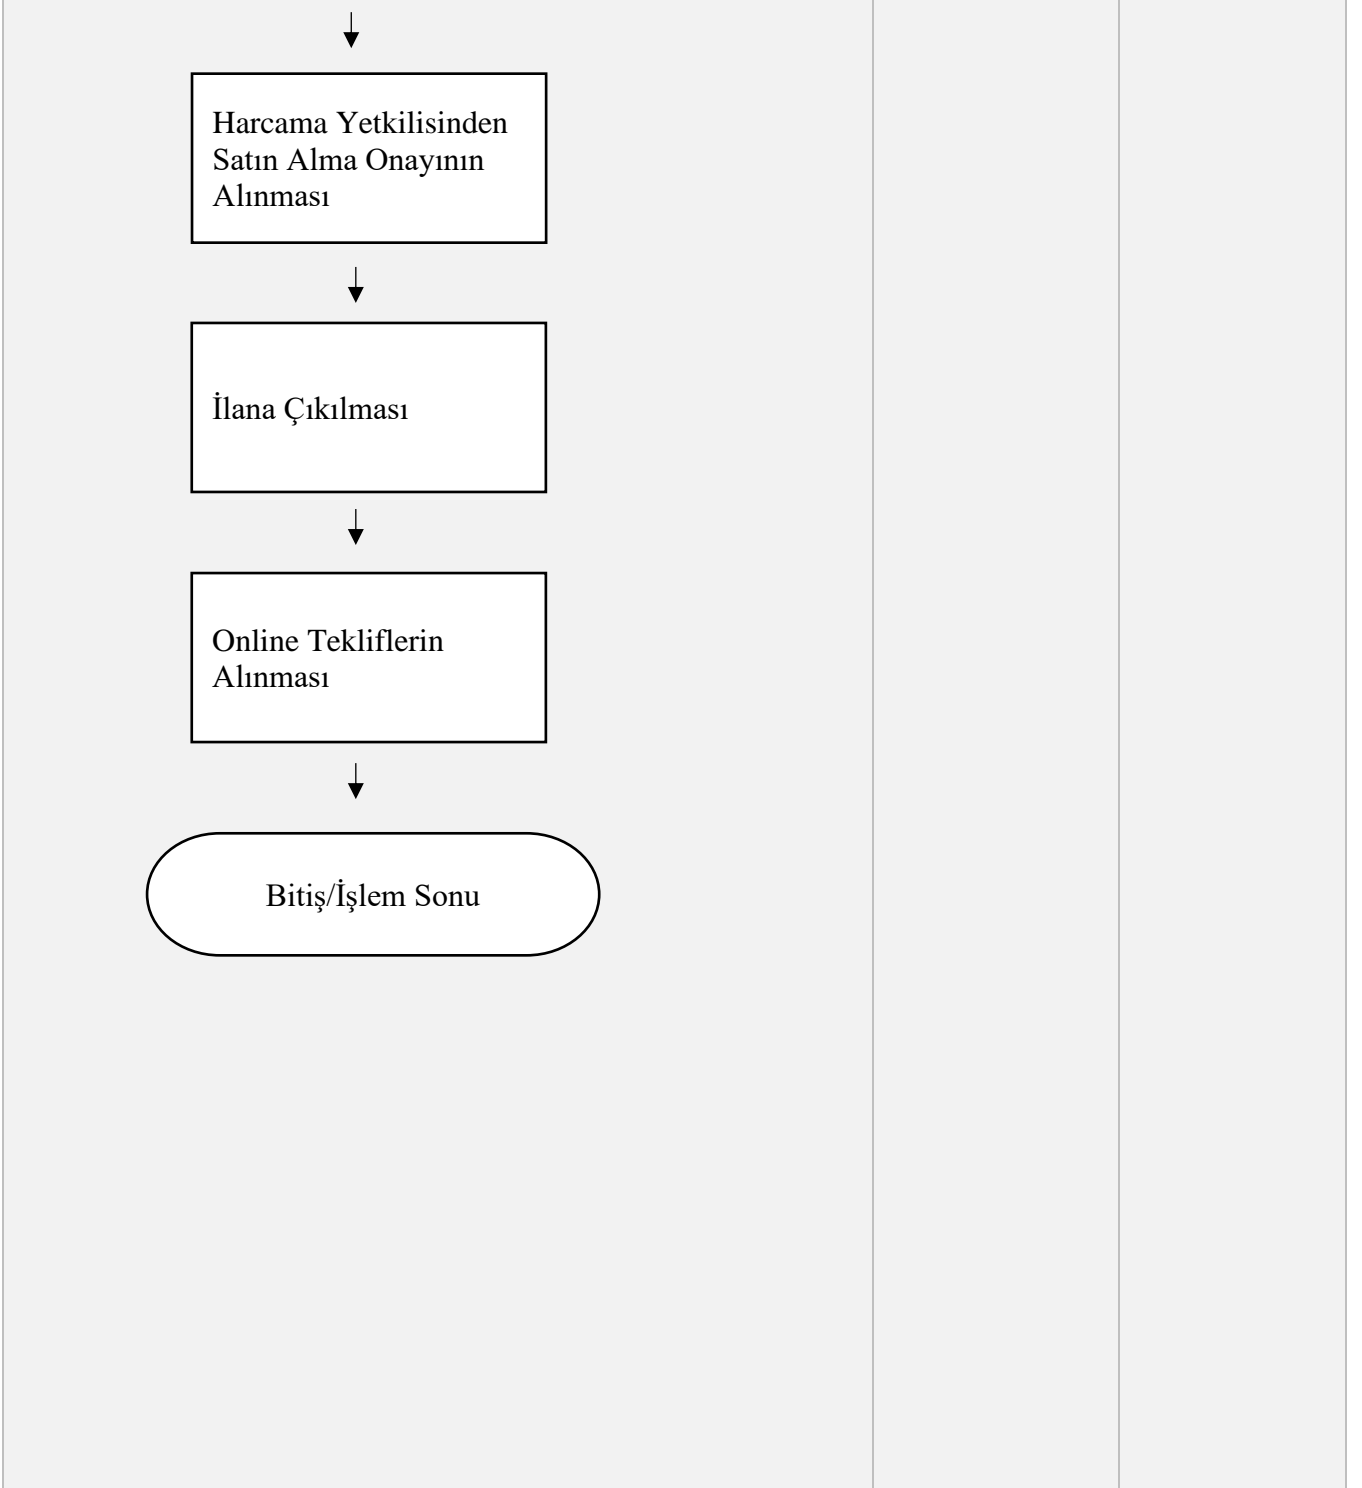 Harcama Yetkilisinden
Satın Alma Onayının
Alınması
İlana Çıkılması
Online Tekliflerin
Alınması
Bitiş/İşlem Sonu